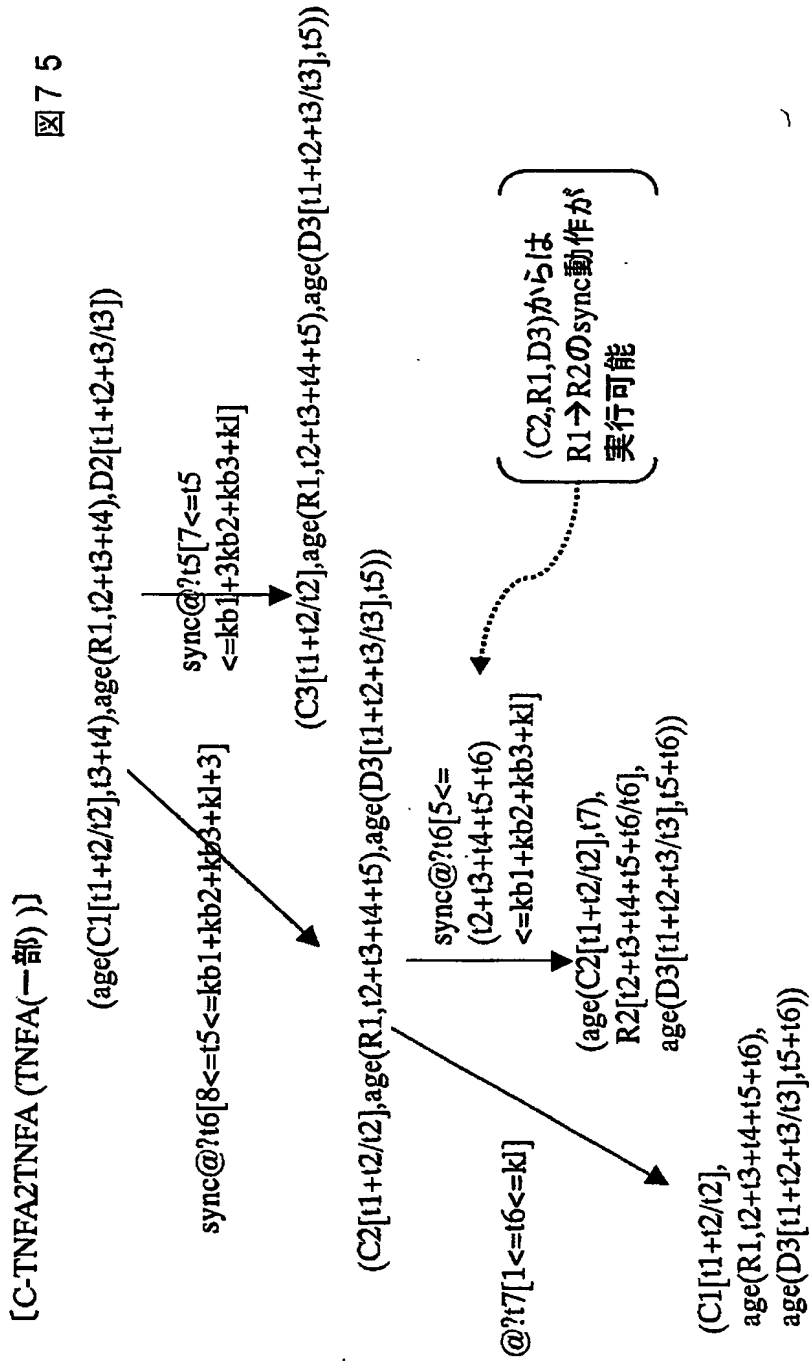 [C-TNFA2TNFA (TNFA(一部) )]
図７５
(age(C1[t1+t2/t2],t3+t4),age(R1,t2+t3+t4),D2[t1+t2+t3/t3])
sync@?t6[8<=t5<=kb1+kb2+kb3+kl+3]
sync@?t5[7<=t5
<=kb1+3kb2+kb3+kl]
(C3[t1+t2/t2],age(R1,t2+t3+t4+t5),age(D3[t1+t2+t3/t3],t5))
(C2[t1+t2/t2],age(R1,t2+t3+t4+t5),age(D3[t1+t2+t3/t3],t5))
@?t7[1<=t6<=kl]
sync@?t6[5<=
(t2+t3+t4+t5+t6)
<=kb1+kb2+kb3+kl]
(C2,R1,D3)からは
R1→R2のsync動作が
実行可能
(age(C2[t1+t2/t2],t7),
R2[t2+t3+t4+t5+t6/t6],
age(D3[t1+t2+t3/t3],t5+t6))
(C1[t1+t2/t2],
age(R1,t2+t3+t4+t5+t6),
age(D3[t1+t2+t3/t3],t5+t6))